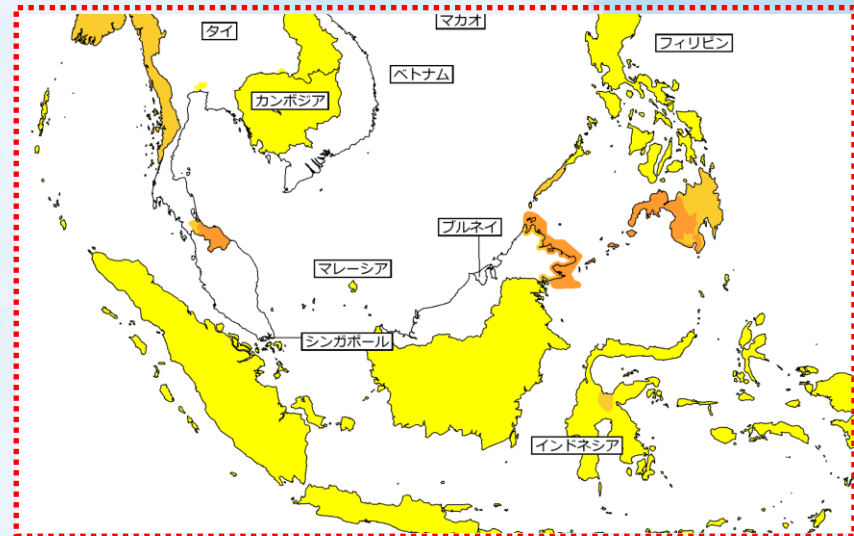 マカオ
タイ
フィリピン
ベトナム
カンボジア
ブルネイ
マレーシア
シンガポール
インドネシア